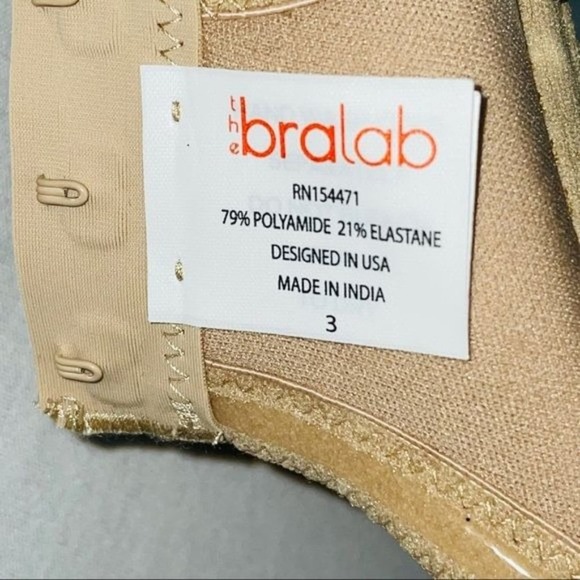 the bralab
RN154471
79% POLYAMIDE 21% ELASTANE
DESIGNED IN USA
MADE IN INDIA
3